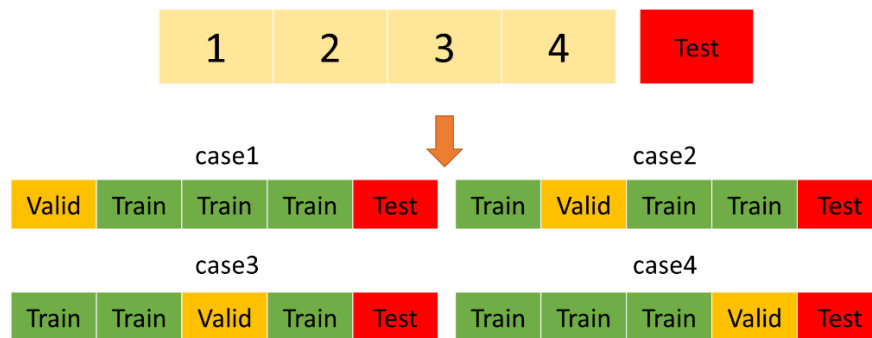 1 2 3 4 Test
case1 case2
Valid Train Train Train Test Train Valid Train Train Test
case3 case4
Train Train Valid Train Test Train Train Train Valid Test